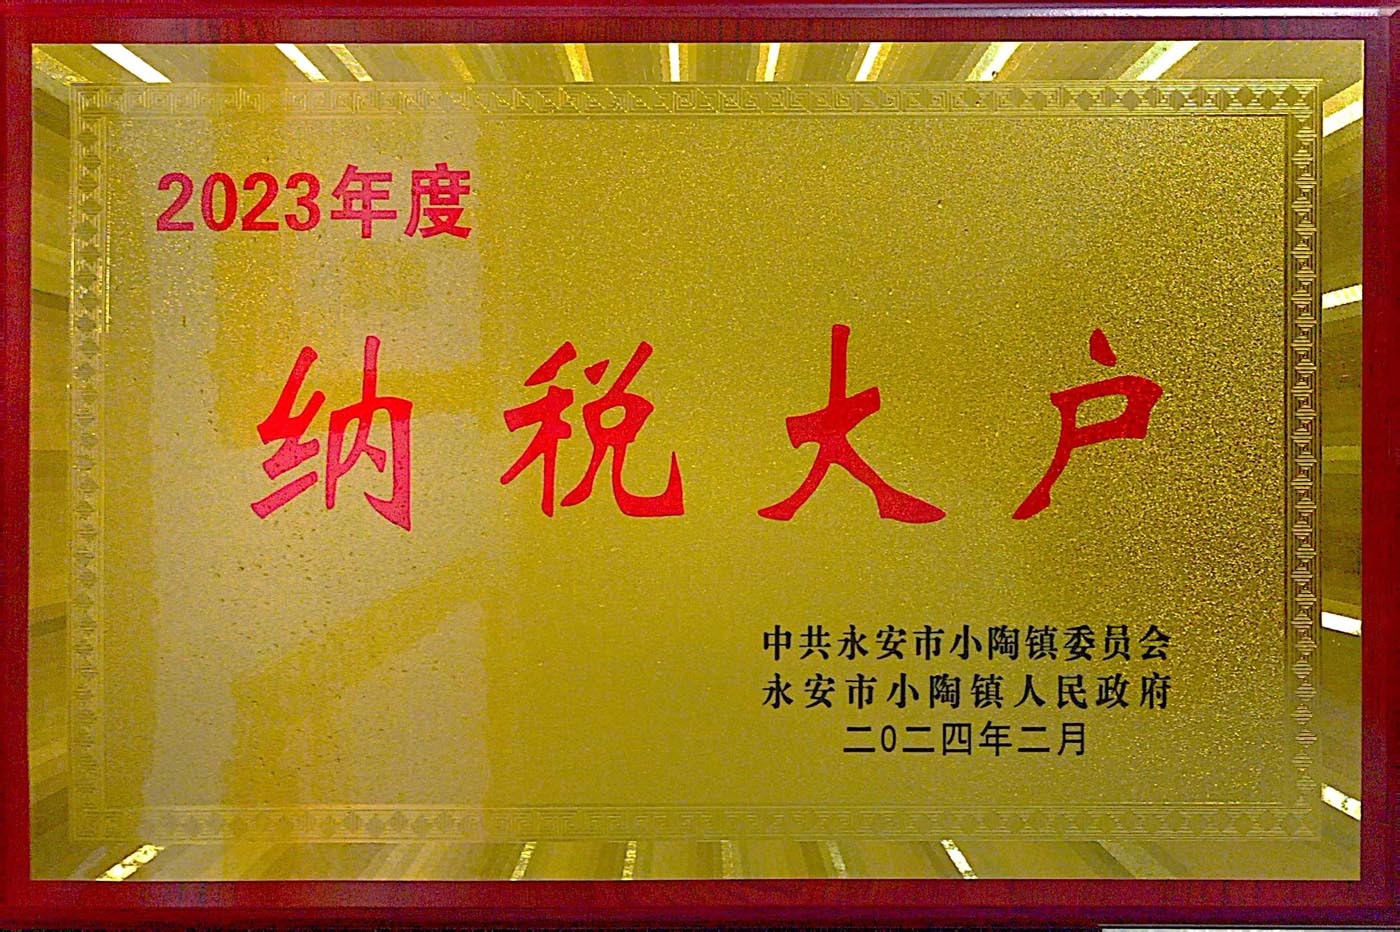 2023年度
纳税大户
中共永安市小陶镇委员会
永安市小陶镇人民政府
二0二四年二月